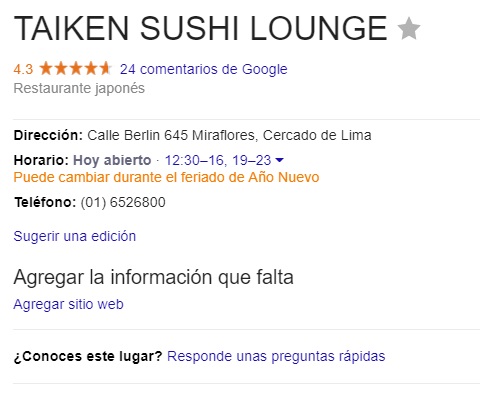 TAIKEN SUSHI LOUNGE
4.3 24 comentarios de Google
Restaurante japonés
Dirección: Calle Berlin 645 Miraflores, Cercado de Lima
Horario: Hoy abierto · 12:30–16, 19–23
Puede cambiar durante el feriado de Año Nuevo
Teléfono: (01) 6526800
Sugerir una edición
Agregar la información que falta
Agregar sitio web
¿Conoces este lugar? Responde unas preguntas rápidas